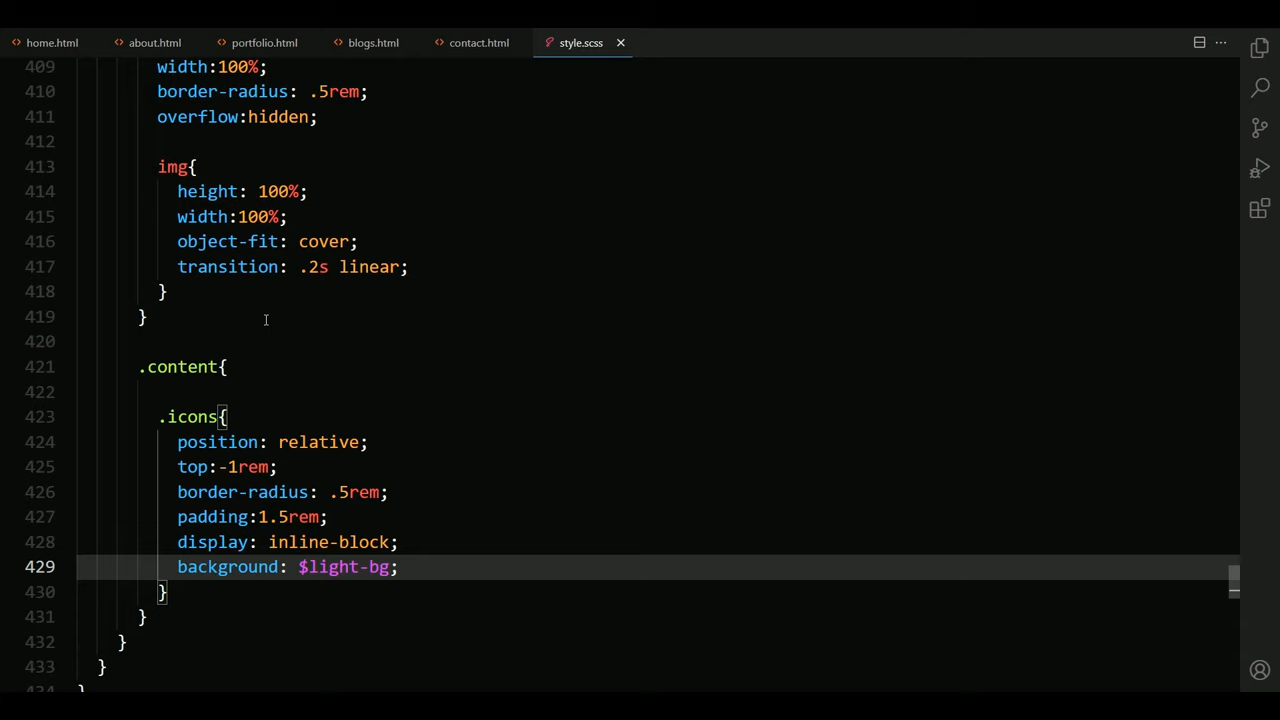 home.html about.html portfolio.html blogs.html contact.html style.scss
409 width:100%;
410 border-radius: .5rem;
411 overflow:hidden;
412
413 img{
414 height: 100%;
415 width:100%;
416 object-fit: cover;
417 transition: .2s linear;
418 }
419 }
420
421 .content{
422
423 .icons{
424 position: relative;
425 top:-1rem;
426 border-radius: .5rem;
427 padding:1.5rem;
428 display: inline-block;
429 background: $light-bg;
430 }
431 }
432 }
433 }
434 }